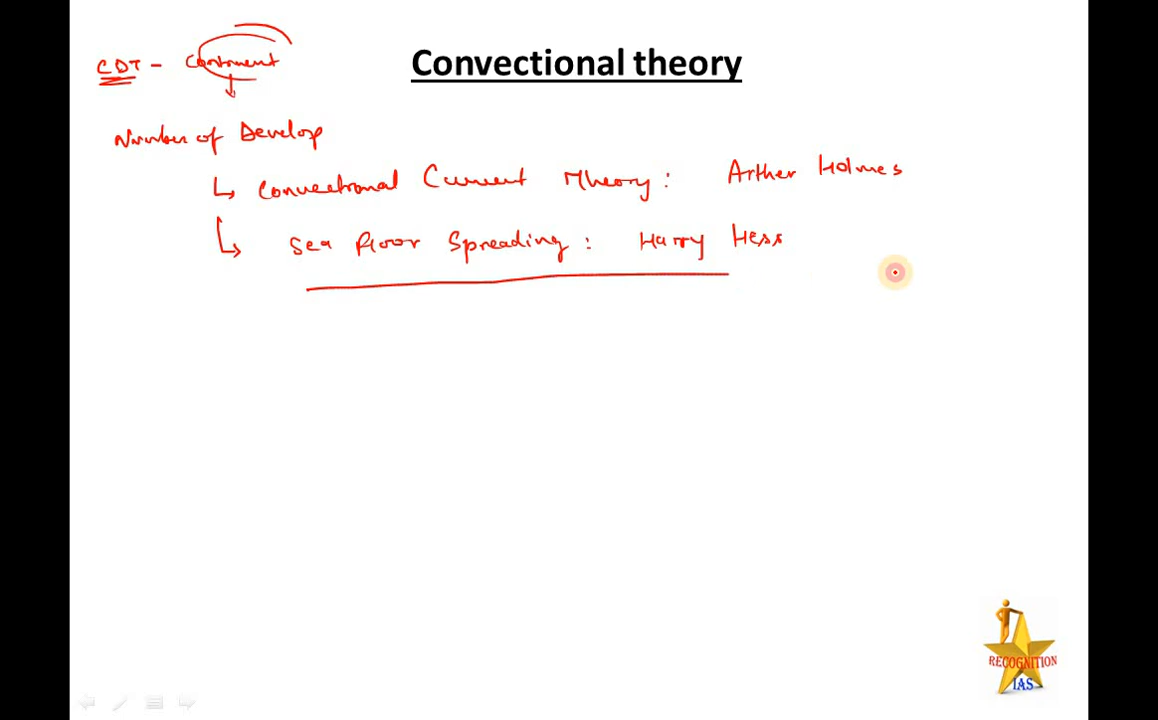 Convectional theory
CDT - Continent
Number of Develop
Convectional Current Theory : Arther Holmes
Sea floor Spreading : Harry Hess
RECOGNITION
IAS